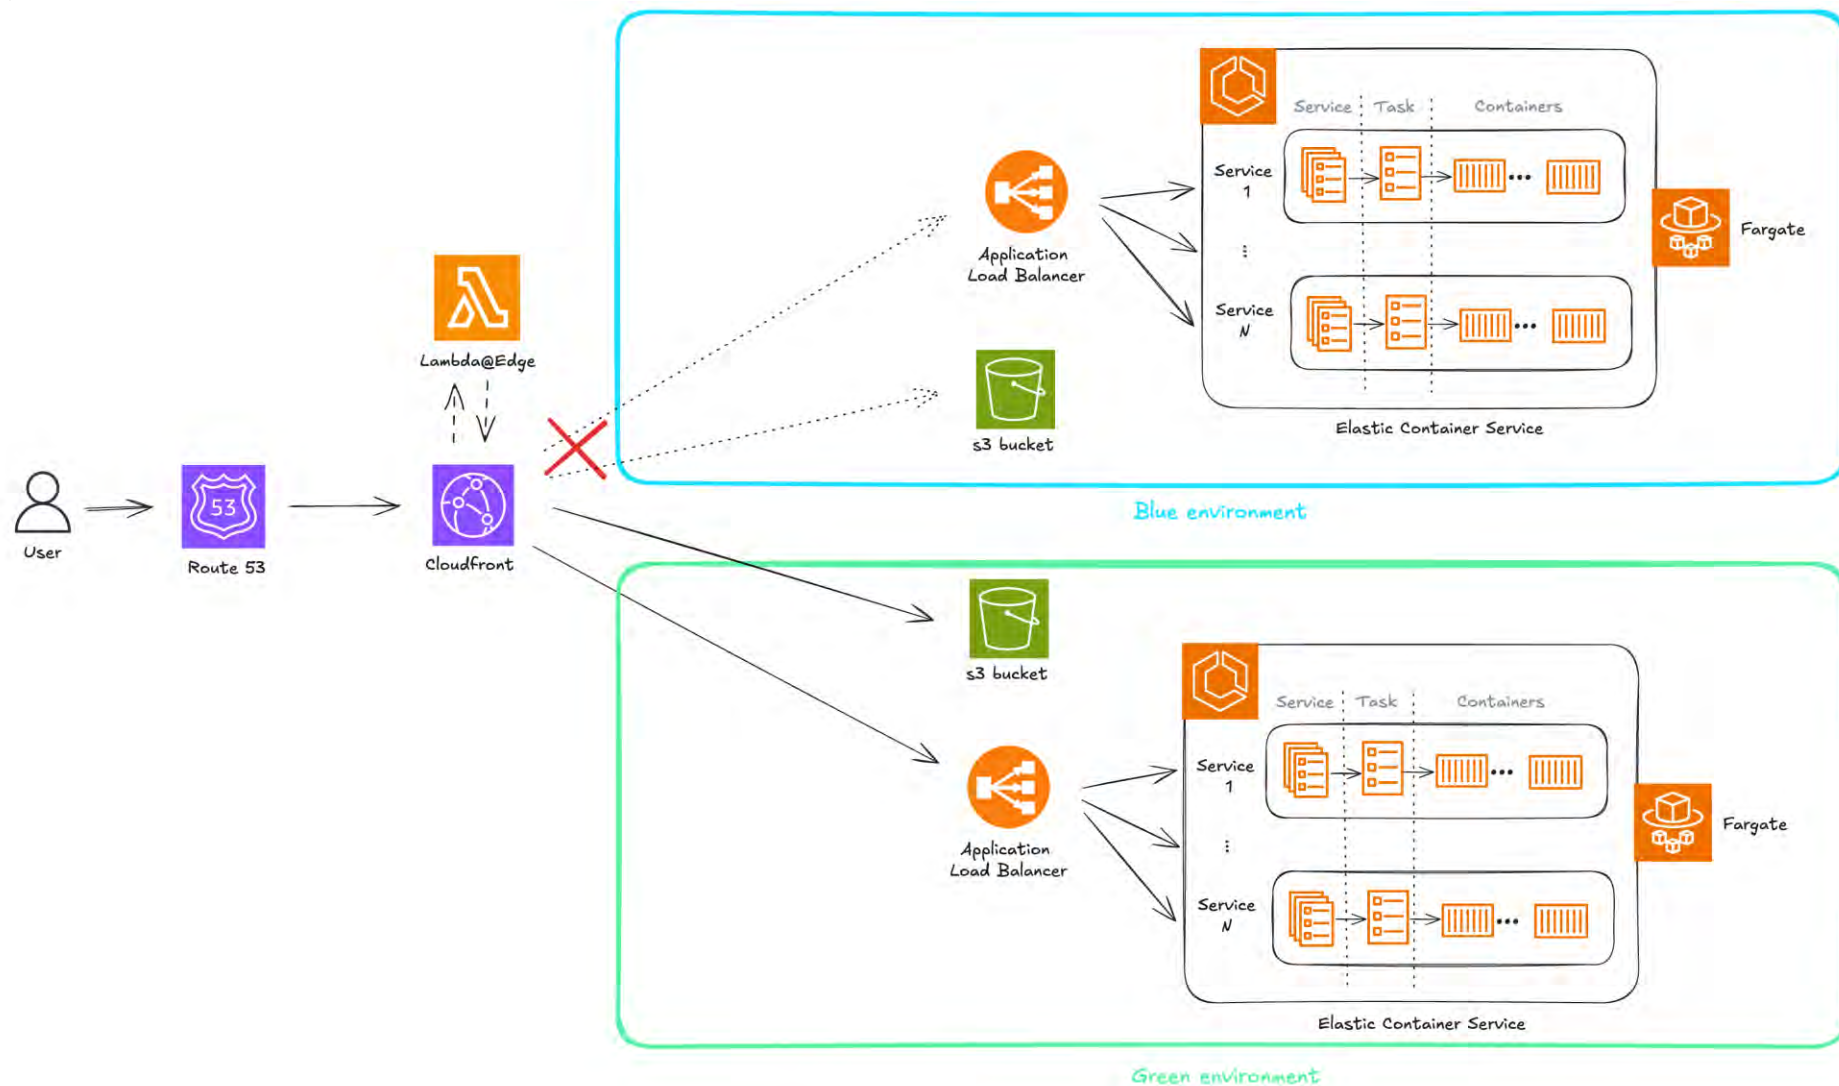 Service
Task
Containers
Service
1
⋮
Service
N
Fargate
Application
Load Balancer
Elastic Container Service
s3 bucket
Blue environment
Lambda@Edge
User
53
Route 53
Cloudfront
s3 bucket
Service
Task
Containers
Service
1
⋮
Service
N
Fargate
Application
Load Balancer
Elastic Container Service
Green environment